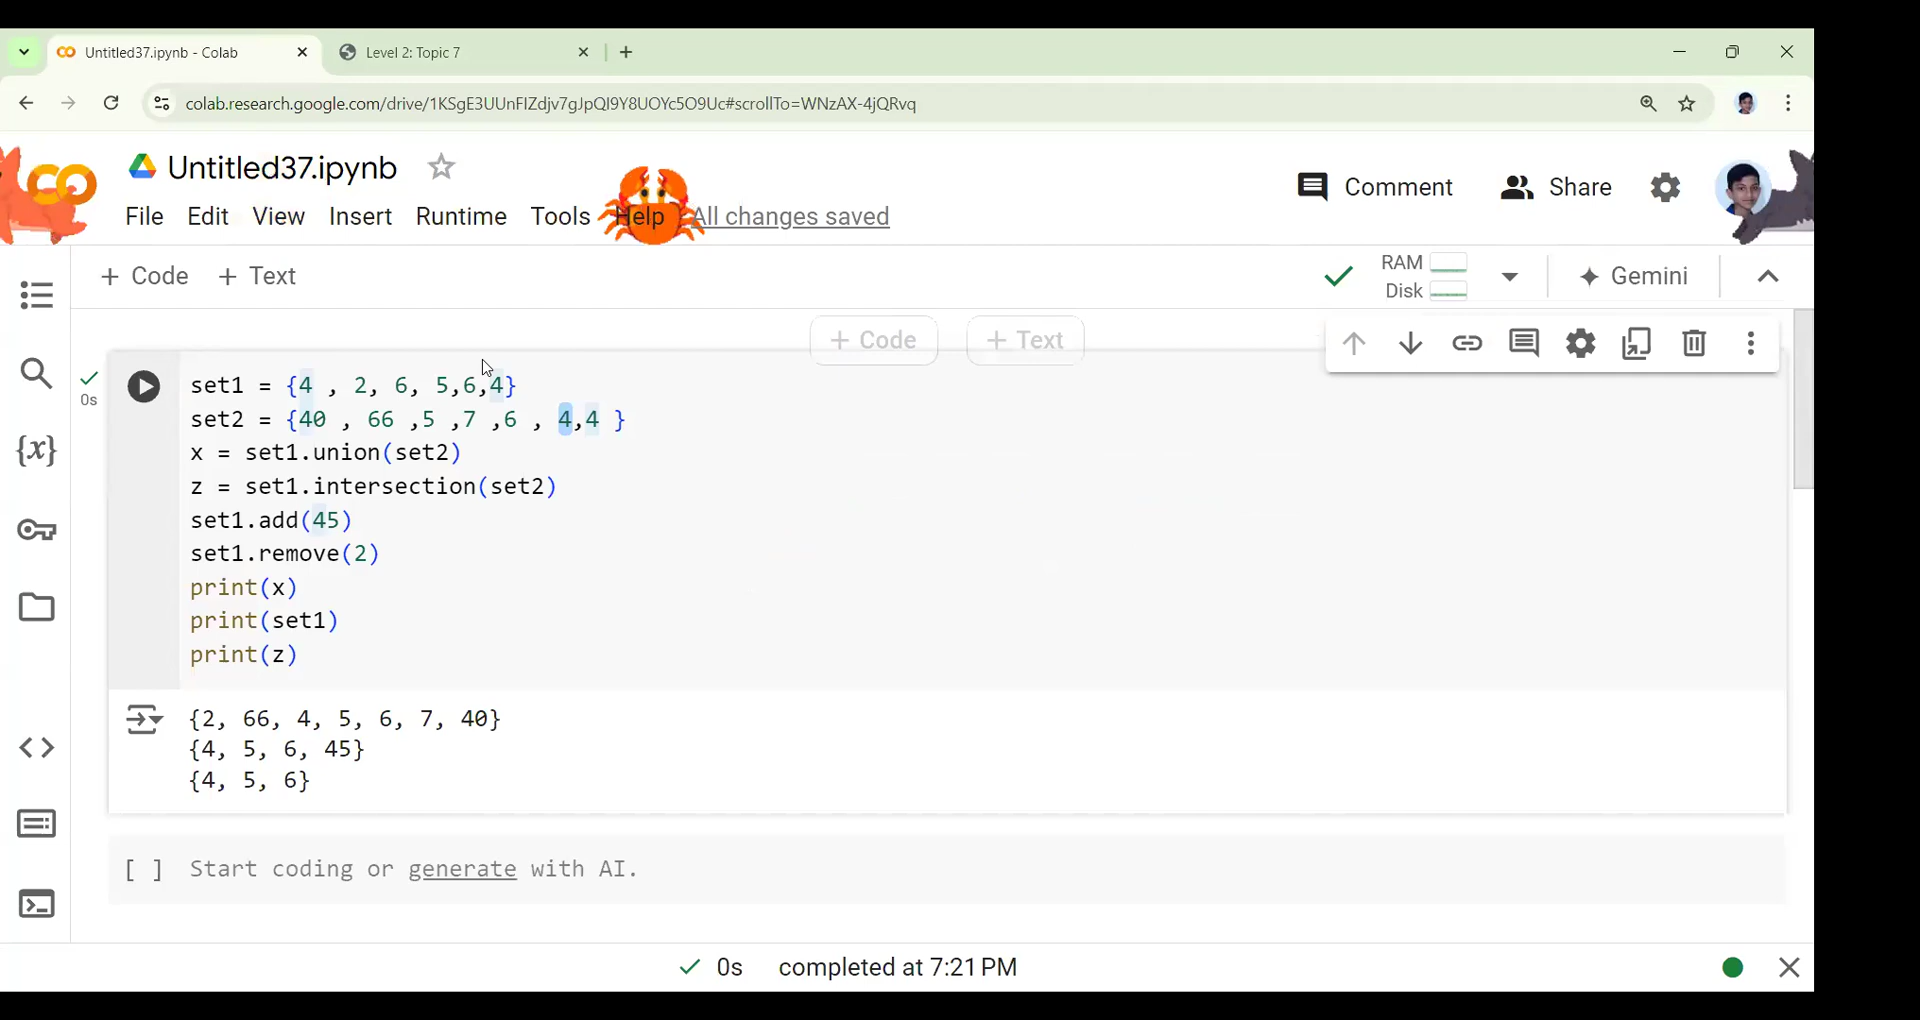 Untitled37.ipynb - Colab
Level 2: Topic 7
colab.research.google.com/drive/1KSgE3UUnFIZdjv7gJpQI9Y8UOYc5O9Uc#scrollTo=WNzAX-4jQRvq
Untitled37.ipynb
Comment
Share
File Edit View Insert Runtime Tools Help All changes saved
+ Code + Text
RAM
Disk
Gemini
+ Code
+ Text
0s
set1 = {4 , 2, 6, 5,6,4}
set2 = {40 , 66 ,5 ,7 ,6 , 4,4 }
x = set1.union(set2)
z = set1.intersection(set2)
set1.add(45)
set1.remove(2)
print(x)
print(set1)
print(z)
{2, 66, 4, 5, 6, 7, 40}
{4, 5, 6, 45}
{4, 5, 6}
[ ] Start coding or generate with AI.
0s completed at 7:21 PM